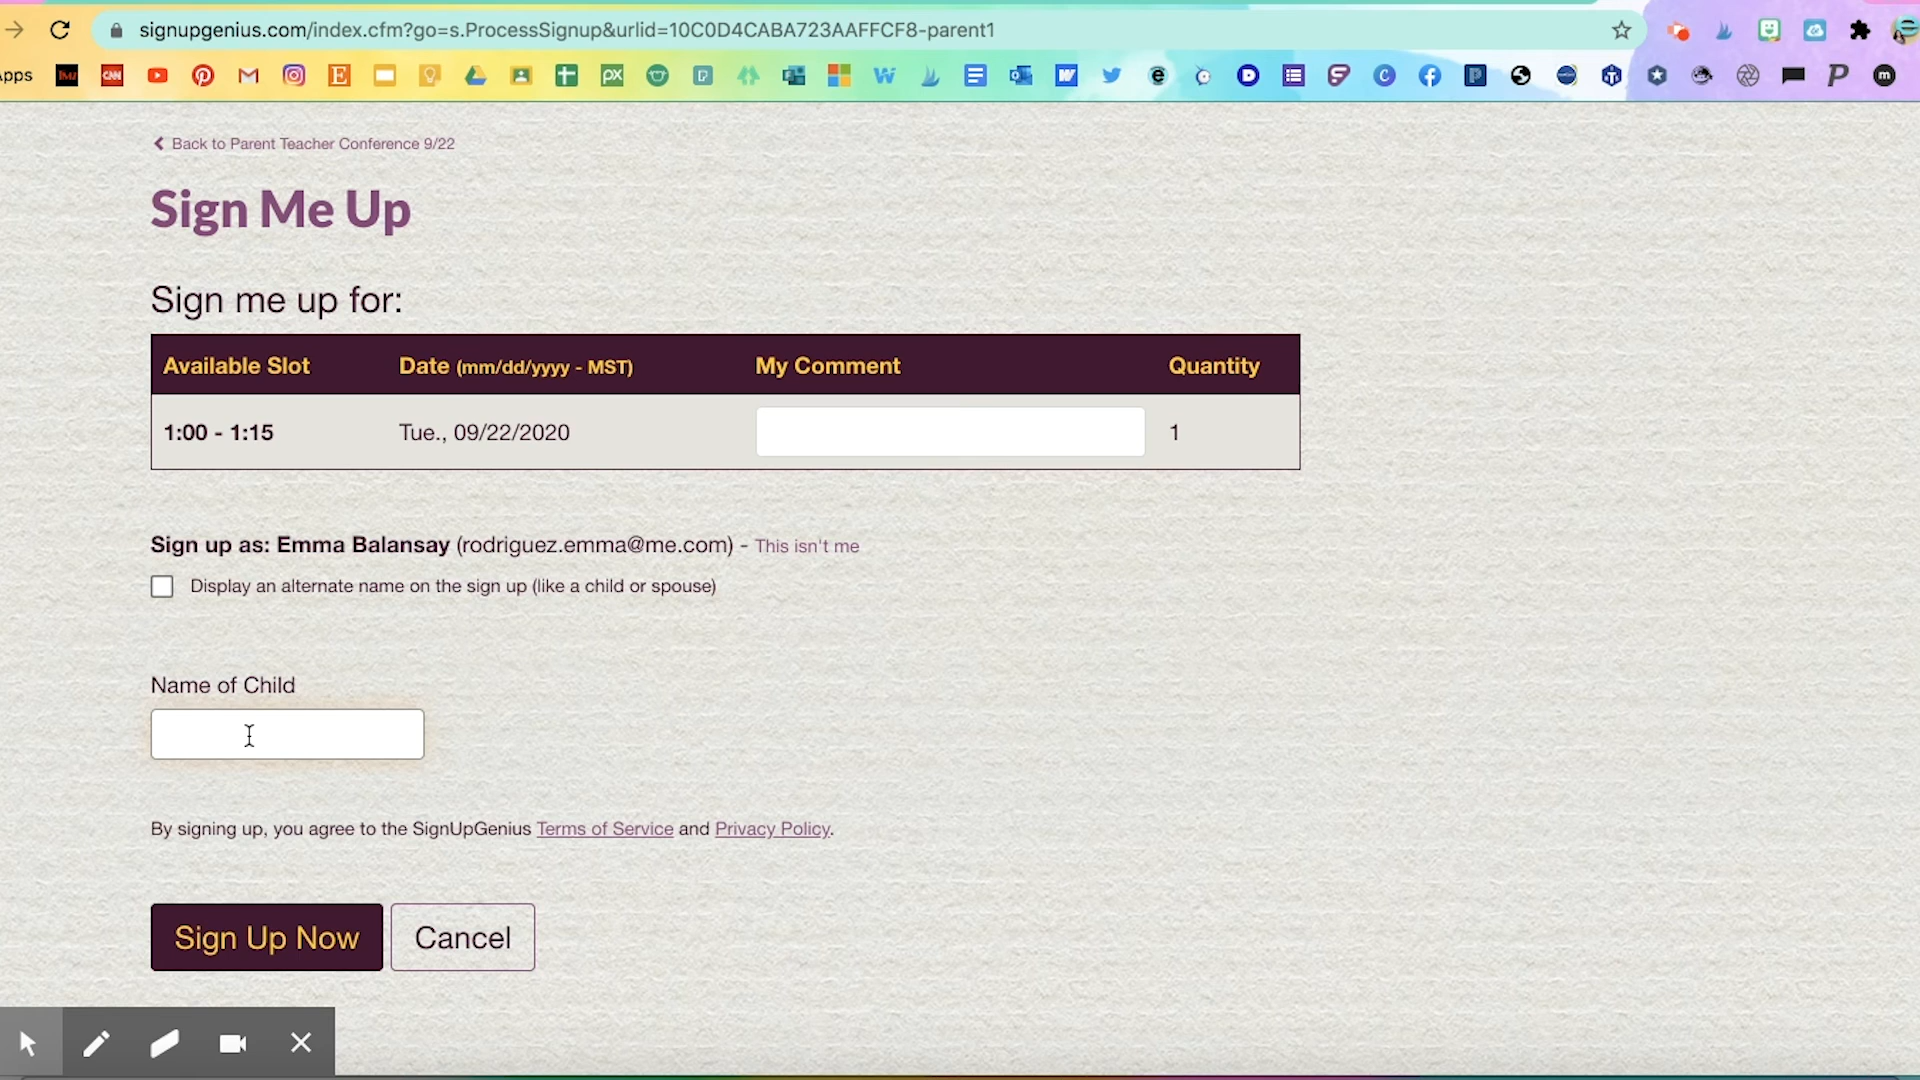 signupgenius.com/index.cfm?go=s.ProcessSignup&urlid=10C0D4CABA723AAFFCF8-parent1
CNN
M
E
PX
W
P
Back to Parent Teacher Conference 9/22
Sign Me Up
Sign me up for:
Available Slot Date (mm/dd/yyyy - MST) My Comment Quantity
1:00 - 1:15 Tue., 09/22/2020 1
Sign up as: Emma Balansay (rodriguez.emma@me.com) - This isn't me
Display an alternate name on the sign up (like a child or spouse)
Name of Child
By signing up, you agree to the SignUpGenius Terms of Service and Privacy Policy.
Sign Up Now Cancel